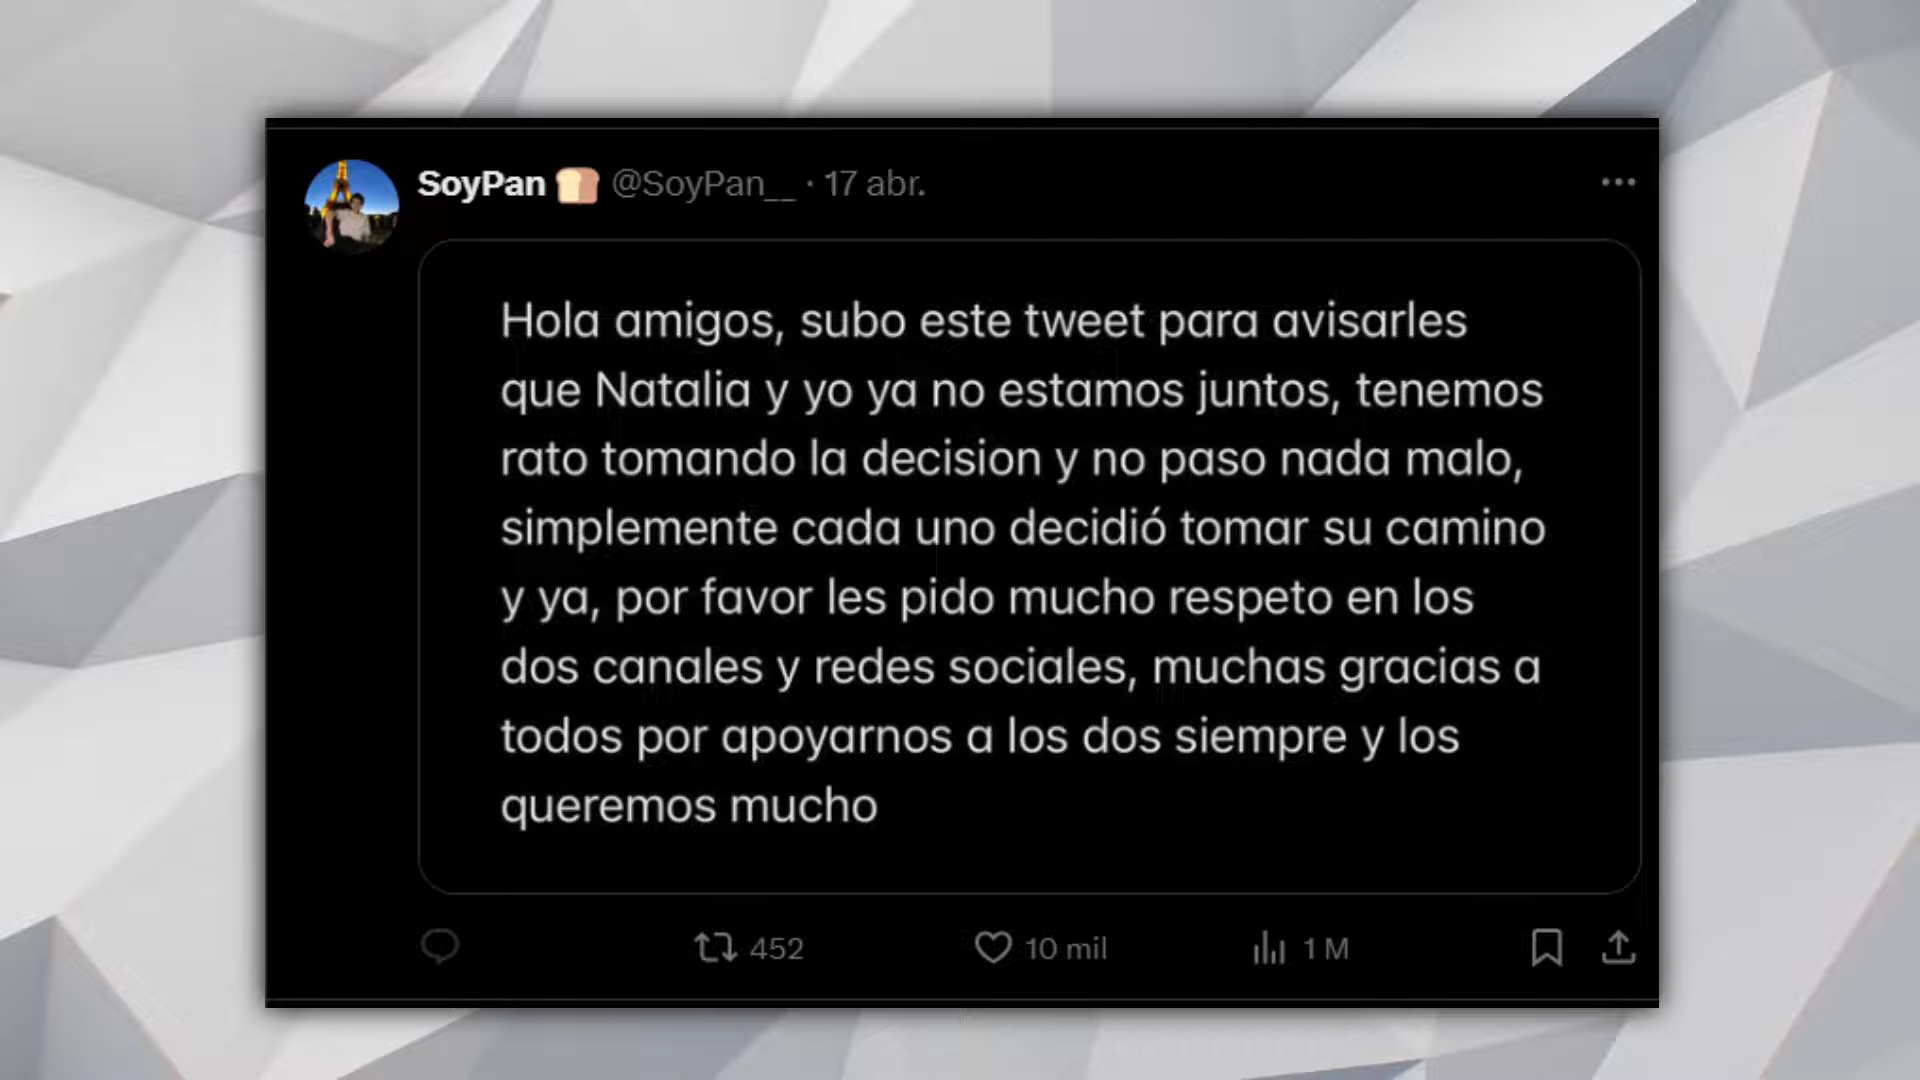 SoyPan 🍞 @SoyPan__ · 17 abr.
Hola amigos, subo este tweet para avisarles
que Natalia y yo ya no estamos juntos, tenemos
rato tomando la decision y no paso nada malo,
simplemente cada uno decidió tomar su camino
y ya, por favor les pido mucho respeto en los
dos canales y redes sociales, muchas gracias a
todos por apoyarnos a los dos siempre y los
queremos mucho
452 10 mil 1 M